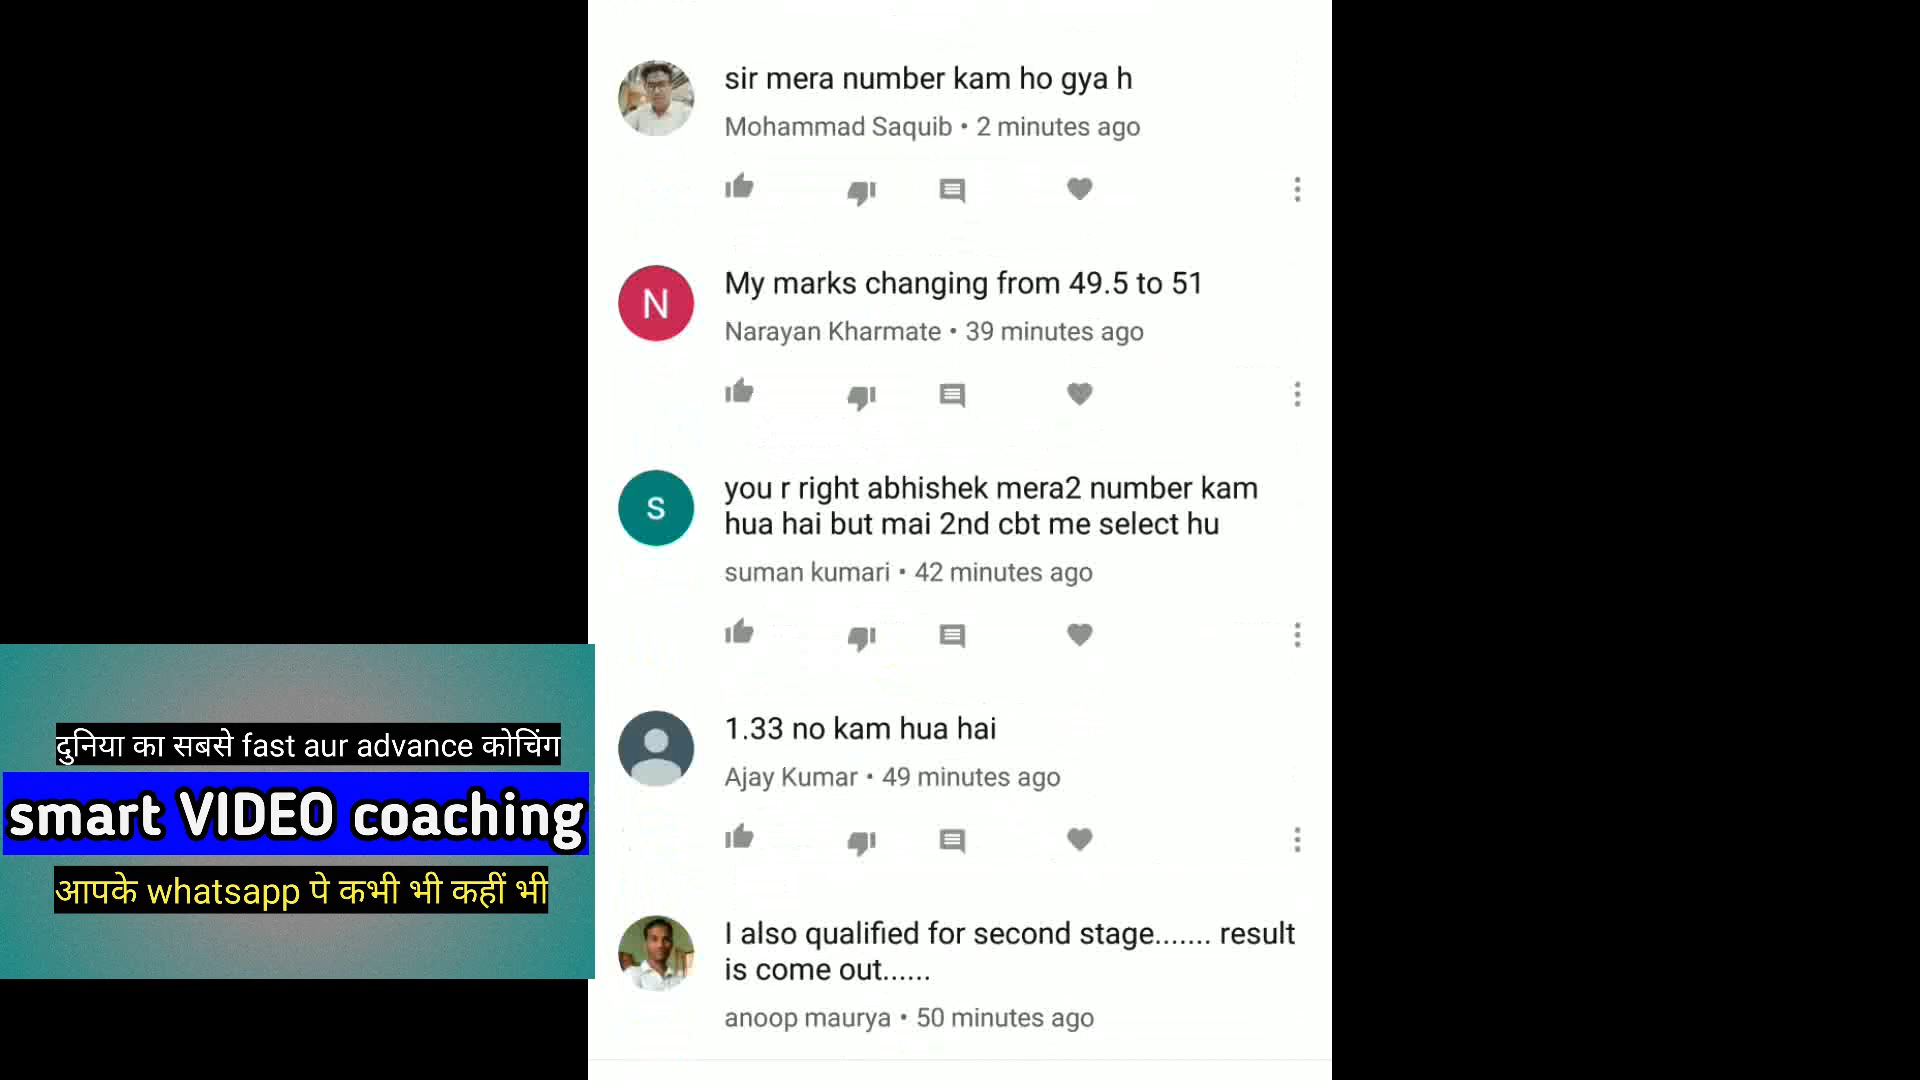 sir mera number kam ho gya h
Mohammad Saquib • 2 minutes ago
N
My marks changing from 49.5 to 51
Narayan Kharmate • 39 minutes ago
S
you r right abhishek mera2 number kam
hua hai but mai 2nd cbt me select hu
suman kumari • 42 minutes ago
1.33 no kam hua hai
Ajay Kumar • 49 minutes ago
I also qualified for second stage....... result
is come out......
anoop maurya • 50 minutes ago
दुनिया का सबसे fast aur advance कोचिंग
smart VIDEO coaching
आपके whatsapp पे कभी भी कहीं भी